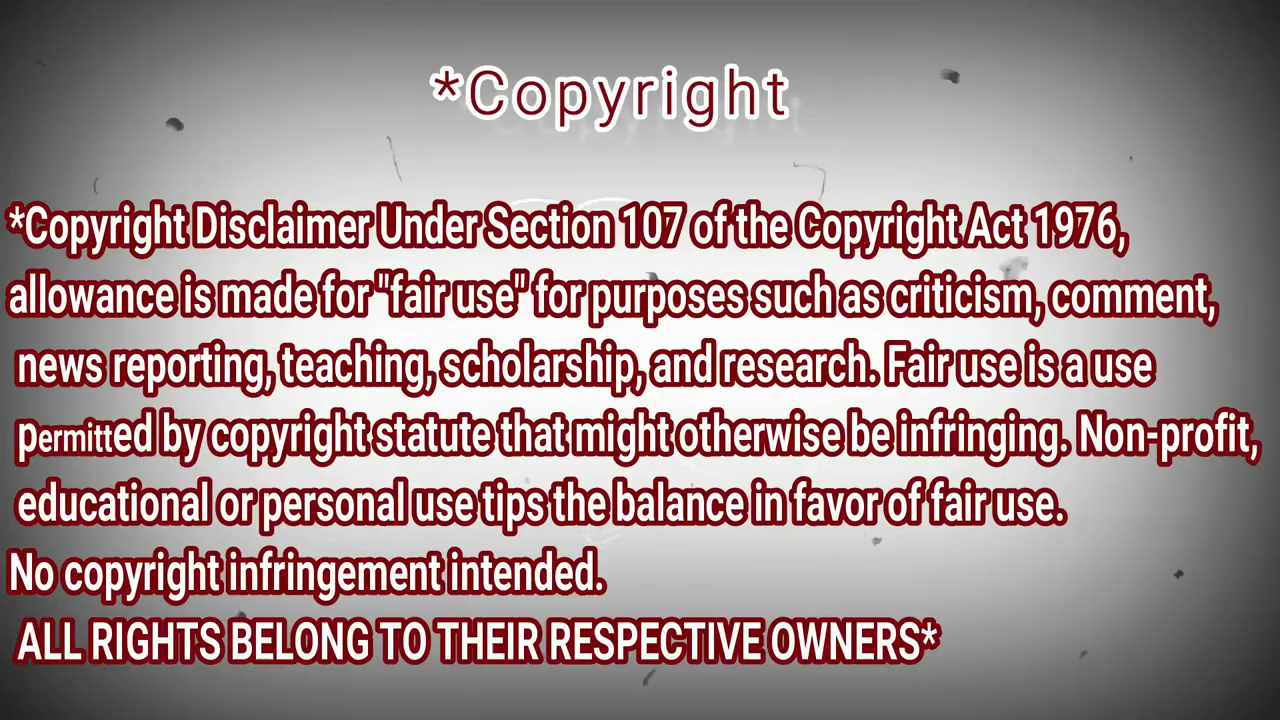 *Copyright
*Copyright Disclaimer Under Section 107 of the Copyright Act 1976,
allowance is made for "fair use" for purposes such as criticism, comment,
news reporting, teaching, scholarship, and research. Fair use is a use
permitted by copyright statute that might otherwise be infringing. Non-profit,
educational or personal use tips the balance in favor of fair use.
No copyright infringement intended.
ALL RIGHTS BELONG TO THEIR RESPECTIVE OWNERS*